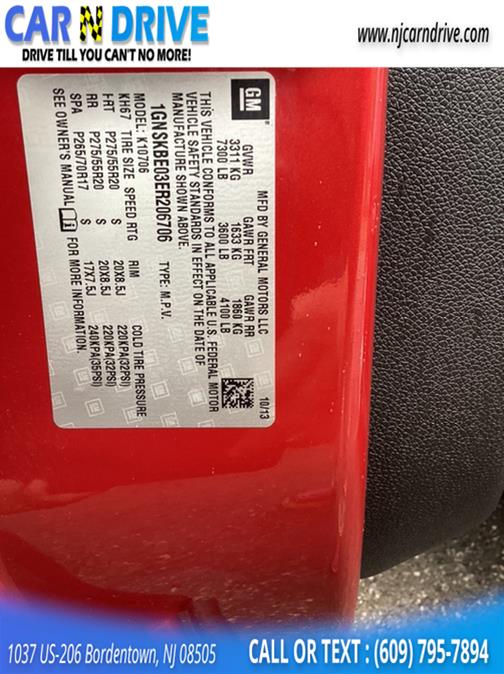 CAR N DRIVE
DRIVE TILL YOU CAN'T NO MORE!
www.njcarndrive.com
GM
MFD BY GENERAL MOTORS LLC
10/13
GVWR GAWR FRT GAWR RR
3311 KG 1633 KG 1860 KG
7300 LB 3600 LB 4100 LB
THIS VEHICLE CONFORMS TO ALL APPLICABLE U.S. FEDERAL MOTOR
VEHICLE SAFETY STANDARDS IN EFFECT ON THE DATE OF
MANUFACTURE SHOWN ABOVE.
1GNSKBE03ER206706 TYPE: M.P.V.
MODEL: K10706
KH67 TIRE SIZE SPEED RTG RIM COLD TIRE PRESSURE
FRT P275/55R20 S 20X8.5J 220KPA(32PSI)
RR P275/55R20 S 20X8.5J 220KPA(32PSI)
SPA P265/70R17 S 17X7.5J 240KPA(35PSI)
SEE OWNER'S MANUAL i FOR MORE INFORMATION.
1037 US-206 Bordentown, NJ 08505
CALL OR TEXT : (609) 795-7894